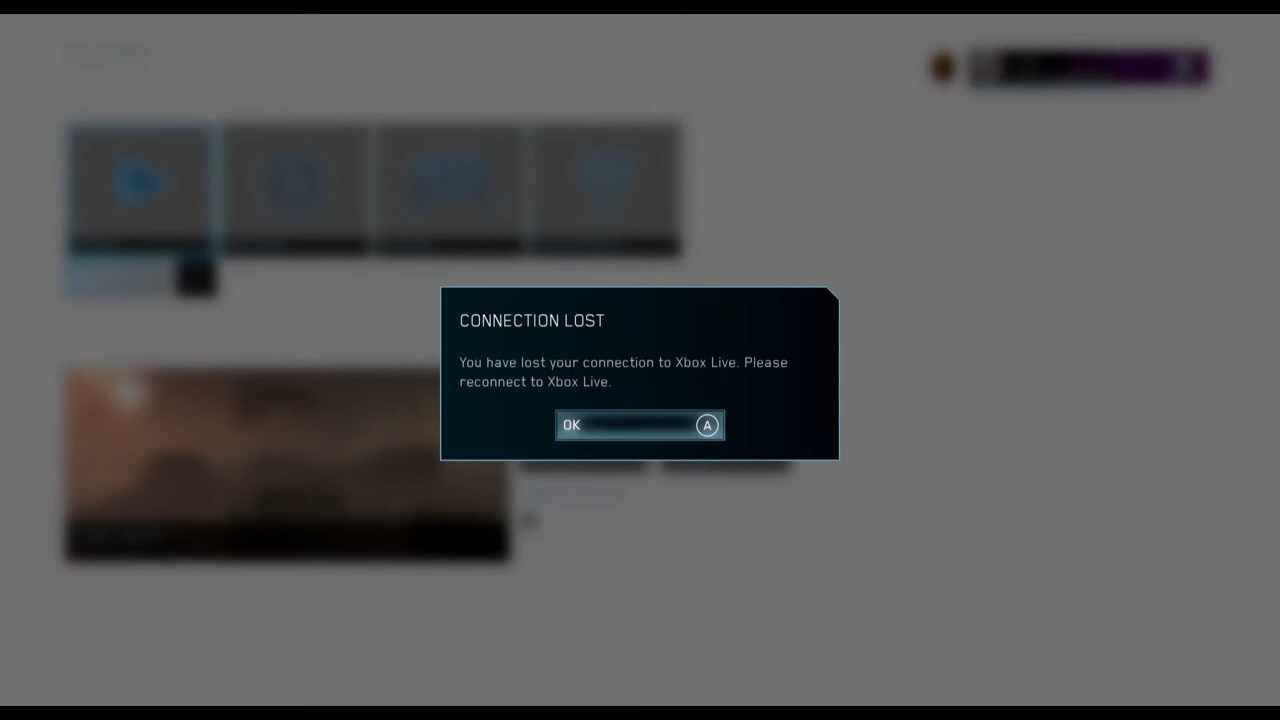 CONNECTION LOST
You have lost your connection to Xbox Live. Please
reconnect to Xbox Live.
OK A